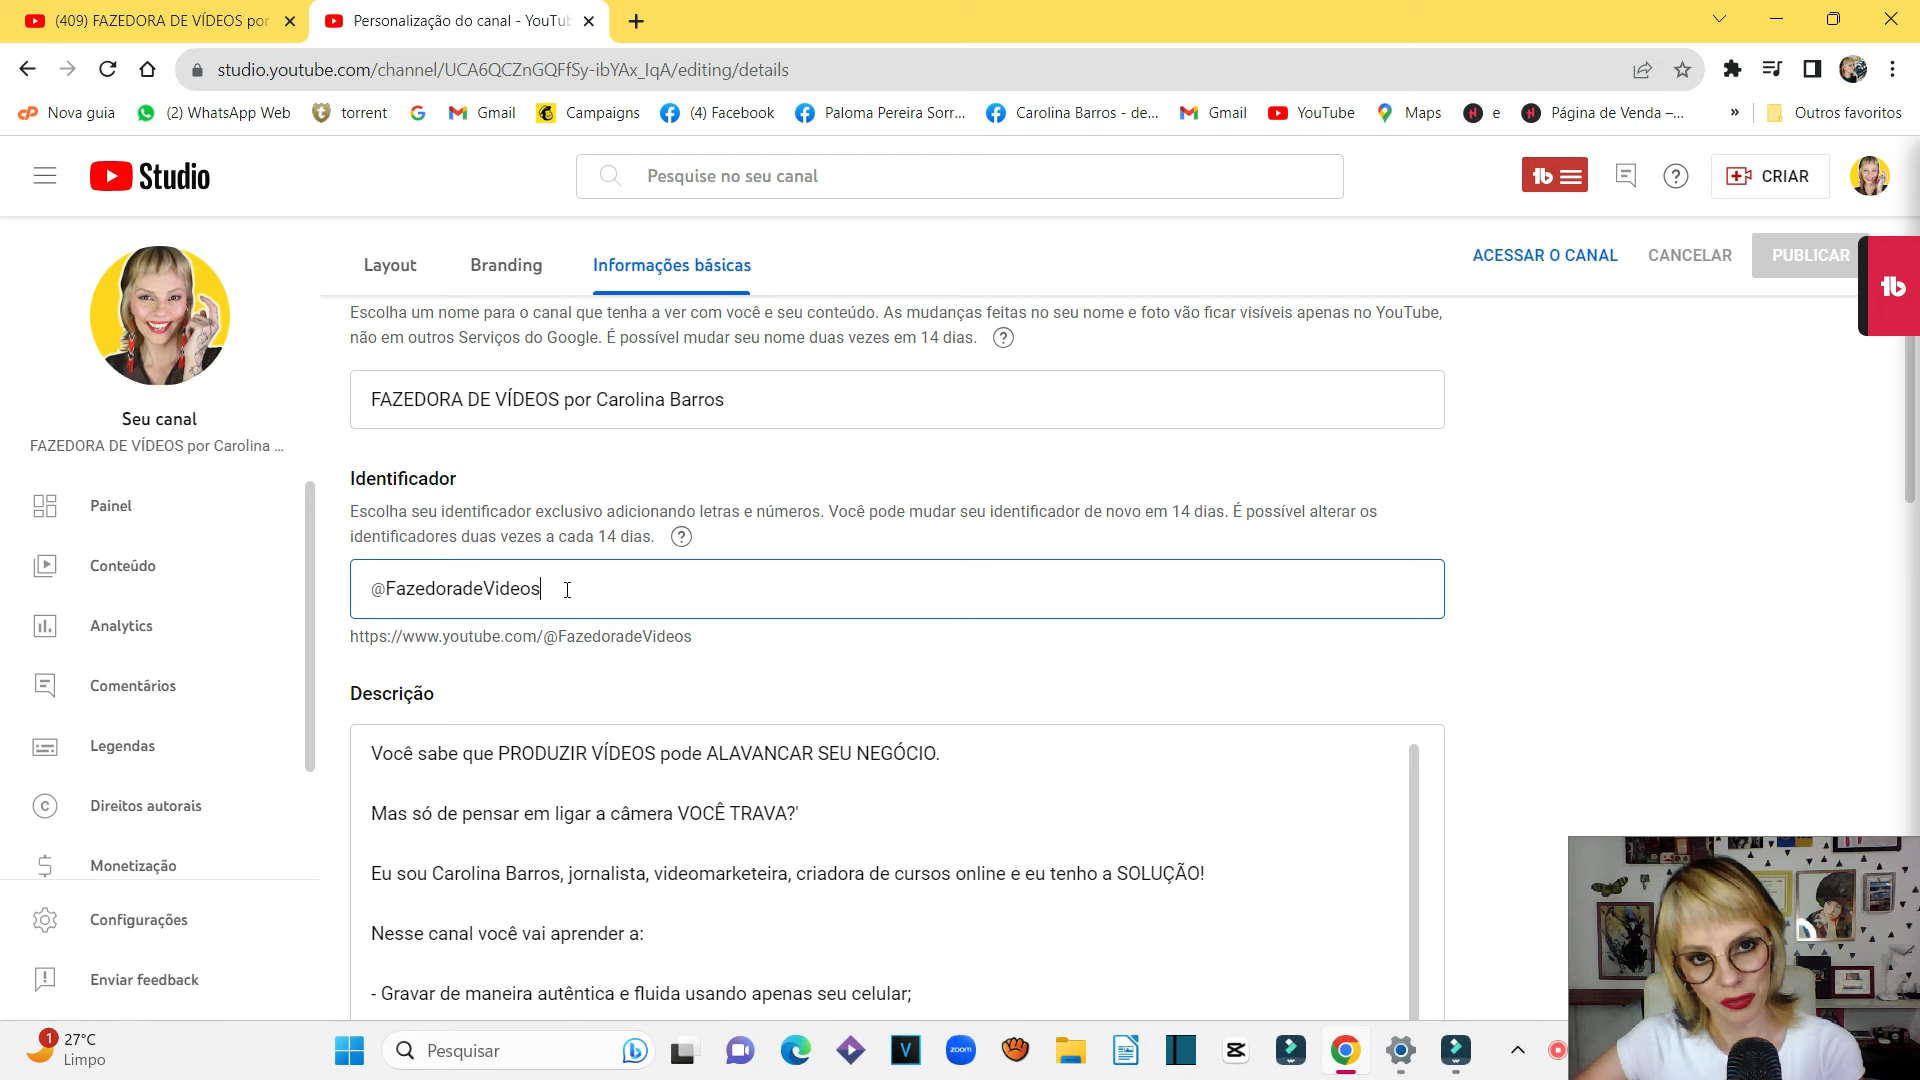 (409) FAZEDORA DE VÍDEOS por
Personalização do canal - YouTub
studio.youtube.com/channel/UCA6QCZnGQFfSy-ibYAx_IqA/editing/details
Nova guia
(2) WhatsApp Web
torrent
Gmail
Campaigns
(4) Facebook
Paloma Pereira Sorr...
Carolina Barros - de...
Gmail
YouTube
Maps
e
Página de Venda –...
»
Outros favoritos
Studio
Pesquise no seu canal
tb
CRIAR
Layout
Branding
Informações básicas
ACESSAR O CANAL
CANCELAR
PUBLICAR
tb
Seu canal
FAZEDORA DE VÍDEOS por Carolina ...
Painel
Conteúdo
Analytics
Comentários
Legendas
Direitos autorais
Monetização
Configurações
Enviar feedback
Escolha um nome para o canal que tenha a ver com você e seu conteúdo. As mudanças feitas no seu nome e foto vão ficar visíveis apenas no YouTube,
não em outros Serviços do Google. É possível mudar seu nome duas vezes em 14 dias.
FAZEDORA DE VÍDEOS por Carolina Barros
Identificador
Escolha seu identificador exclusivo adicionando letras e números. Você pode mudar seu identificador de novo em 14 dias. É possível alterar os
identificadores duas vezes a cada 14 dias.
@FazedoradeVideos
https://www.youtube.com/@FazedoradeVideos
Descrição
Você sabe que PRODUZIR VÍDEOS pode ALAVANCAR SEU NEGÓCIO.
Mas só de pensar em ligar a câmera VOCÊ TRAVA?'
Eu sou Carolina Barros, jornalista, videomarketeira, criadora de cursos online e eu tenho a SOLUÇÃO!
Nesse canal você vai aprender a:
- Gravar de maneira autêntica e fluida usando apenas seu celular;
1
27°C
Limpo
Pesquisar
V
zoom